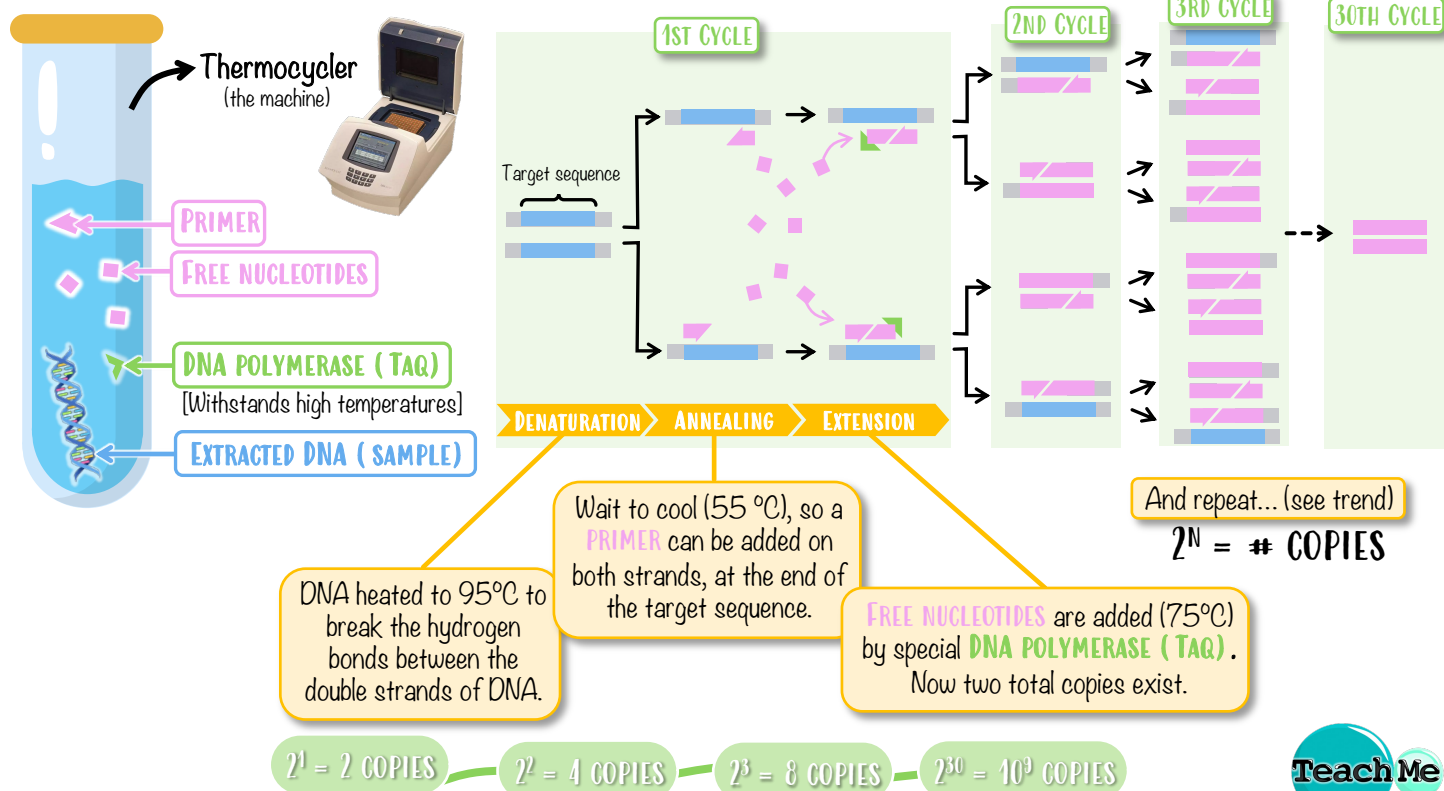 Thermocycler
(the machine)
PRIMER
FREE NUCLEOTIDES
DNA POLYMERASE (TAQ)
[Withstands high temperatures]
EXTRACTED DNA (SAMPLE)
1ST CYCLE
2ND CYCLE
3RD CYCLE
30TH CYCLE
Target sequence
DENATURATION
ANNEALING
EXTENSION
DNA heated to 95°C to
break the hydrogen
bonds between the
double strands of DNA.
Wait to cool (55 °C), so a
PRIMER can be added on
both strands, at the end of
the target sequence.
FREE NUCLEOTIDES are added (75°C)
by special DNA POLYMERASE (TAQ).
Now two total copies exist.
And repeat... (see trend)
2ᴺ = # COPIES
2¹ = 2 COPIES
2² = 4 COPIES
2³ = 8 COPIES
2³⁰ = 10⁹ COPIES
Teach Me